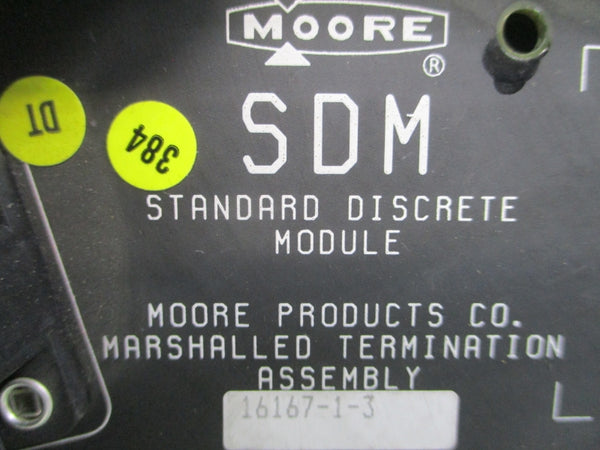 MOORE
®
SDM
DT
384
STANDARD DISCRETE
MODULE
MOORE PRODUCTS CO.
MARSHALLED TERMINATION
ASSEMBLY
16167-1-3